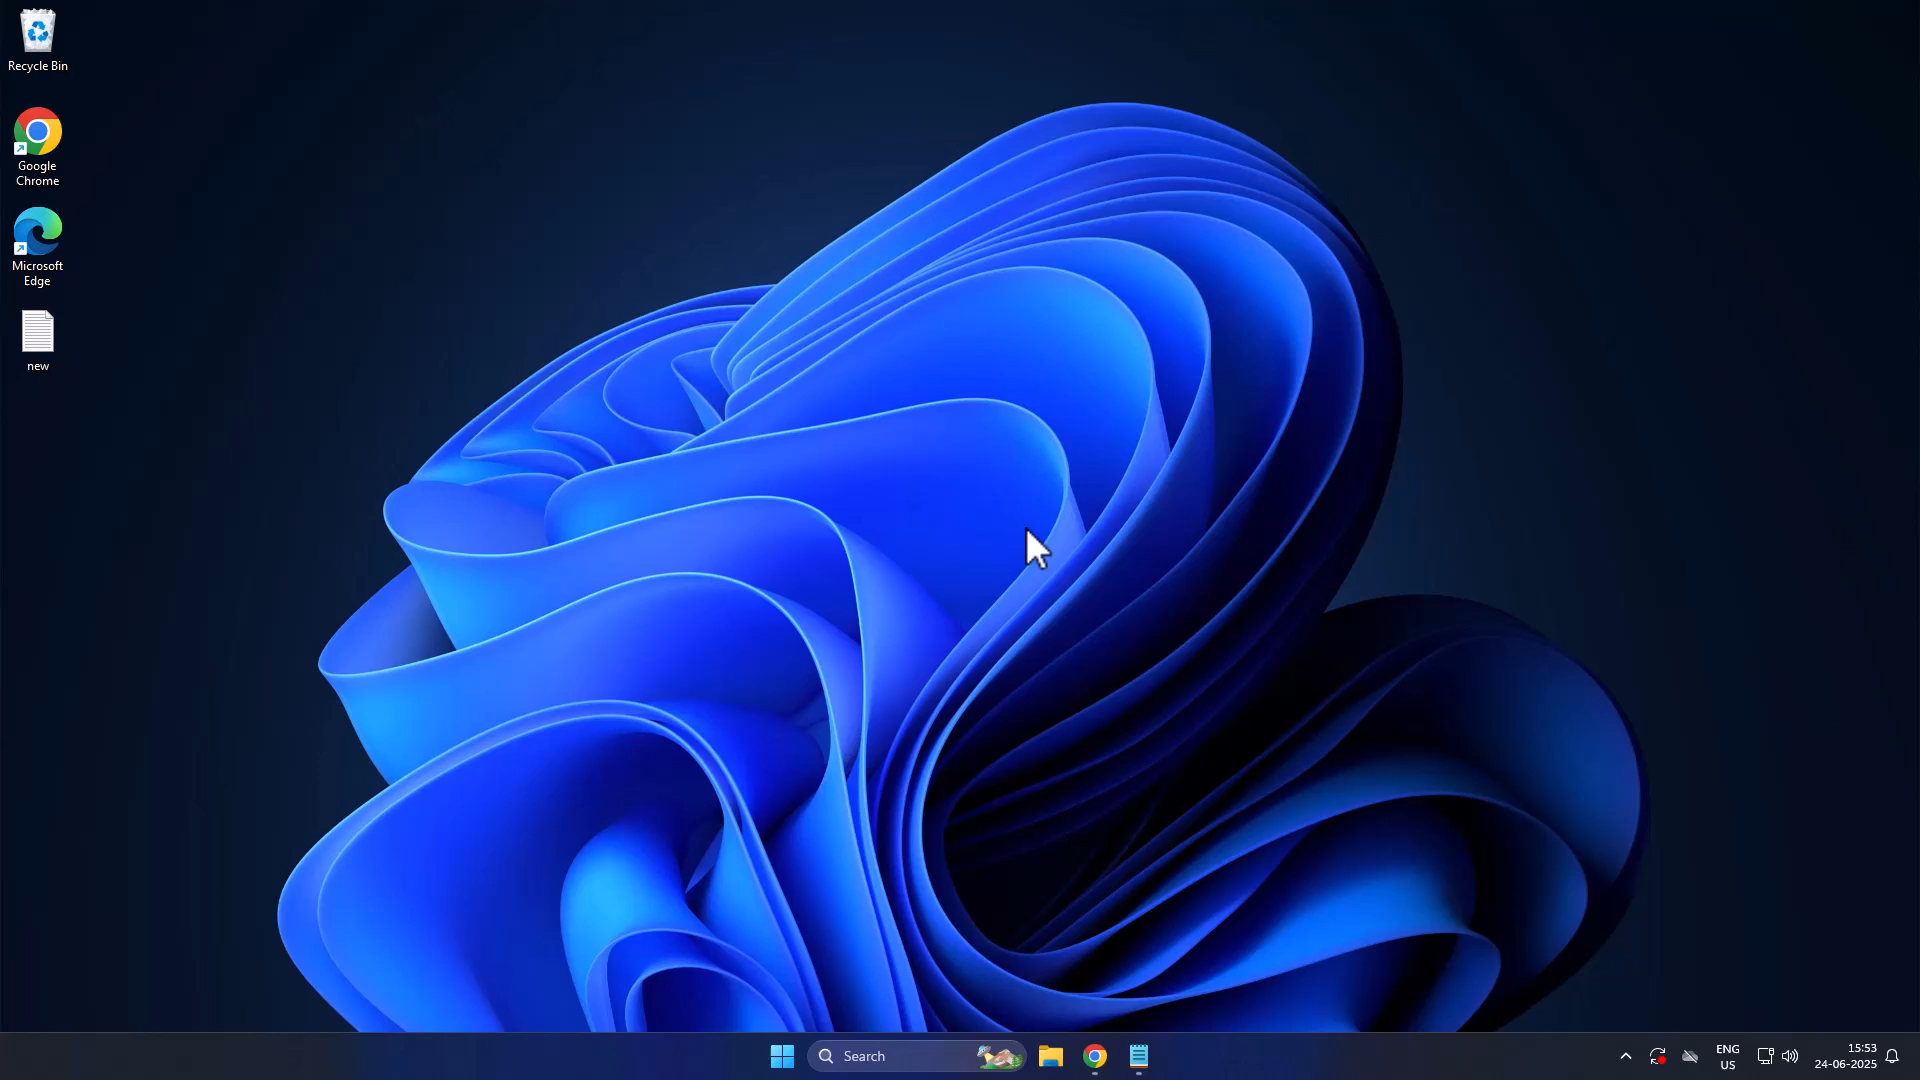 Recycle Bin
Google
Chrome
Microsoft
Edge
new
Search
ENG
US
15:53
24-06-2025